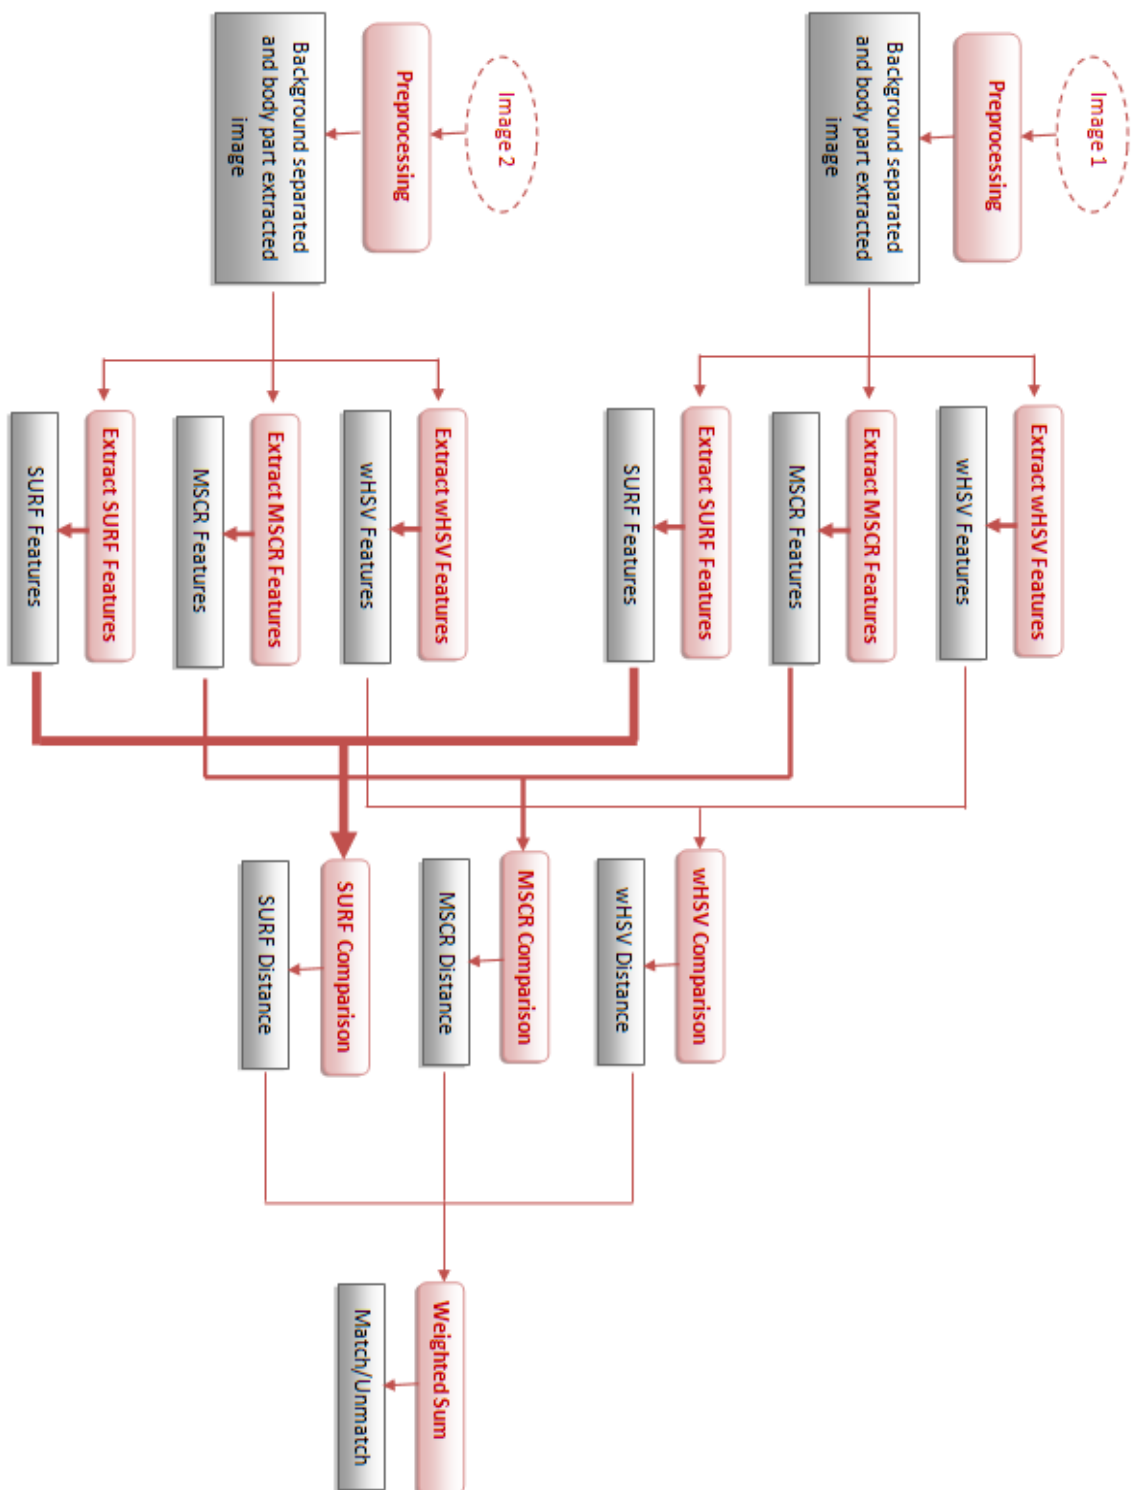 Image 1
Preprocessing
Background separated
and body part extracted
image
Extract wHSV Features
wHSV Features
Extract MSCR Features
MSCR Features
Extract SURF Features
SURF Features
Image 2
Preprocessing
Background separated
and body part extracted
image
Extract wHSV Features
wHSV Features
Extract MSCR Features
MSCR Features
Extract SURF Features
SURF Features
wHSV Comparison
wHSV Distance
MSCR Comparison
MSCR Distance
SURF Comparison
SURF Distance
Weighted Sum
Match/Unmatch